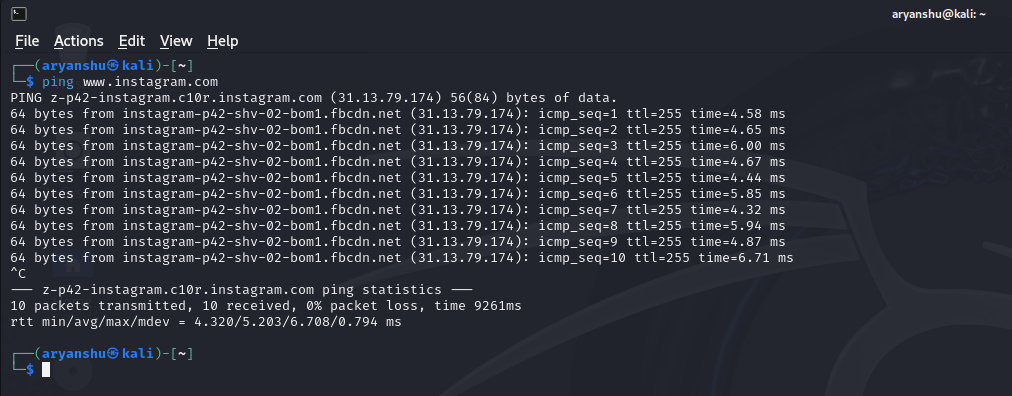 aryanshu@kali: ~
File Actions Edit View Help
┌──(aryanshu㉿kali)-[~]
└─$ ping www.instagram.com
PING z-p42-instagram.c10r.instagram.com (31.13.79.174) 56(84) bytes of data.
64 bytes from instagram-p42-shv-02-bom1.fbcdn.net (31.13.79.174): icmp_seq=1 ttl=255 time=4.58 ms
64 bytes from instagram-p42-shv-02-bom1.fbcdn.net (31.13.79.174): icmp_seq=2 ttl=255 time=4.65 ms
64 bytes from instagram-p42-shv-02-bom1.fbcdn.net (31.13.79.174): icmp_seq=3 ttl=255 time=6.00 ms
64 bytes from instagram-p42-shv-02-bom1.fbcdn.net (31.13.79.174): icmp_seq=4 ttl=255 time=4.67 ms
64 bytes from instagram-p42-shv-02-bom1.fbcdn.net (31.13.79.174): icmp_seq=5 ttl=255 time=4.44 ms
64 bytes from instagram-p42-shv-02-bom1.fbcdn.net (31.13.79.174): icmp_seq=6 ttl=255 time=5.85 ms
64 bytes from instagram-p42-shv-02-bom1.fbcdn.net (31.13.79.174): icmp_seq=7 ttl=255 time=4.32 ms
64 bytes from instagram-p42-shv-02-bom1.fbcdn.net (31.13.79.174): icmp_seq=8 ttl=255 time=5.94 ms
64 bytes from instagram-p42-shv-02-bom1.fbcdn.net (31.13.79.174): icmp_seq=9 ttl=255 time=4.87 ms
64 bytes from instagram-p42-shv-02-bom1.fbcdn.net (31.13.79.174): icmp_seq=10 ttl=255 time=6.71 ms
^C
--- z-p42-instagram.c10r.instagram.com ping statistics ---
10 packets transmitted, 10 received, 0% packet loss, time 9261ms
rtt min/avg/max/mdev = 4.320/5.203/6.708/0.794 ms
┌──(aryanshu㉿kali)-[~]
└─$